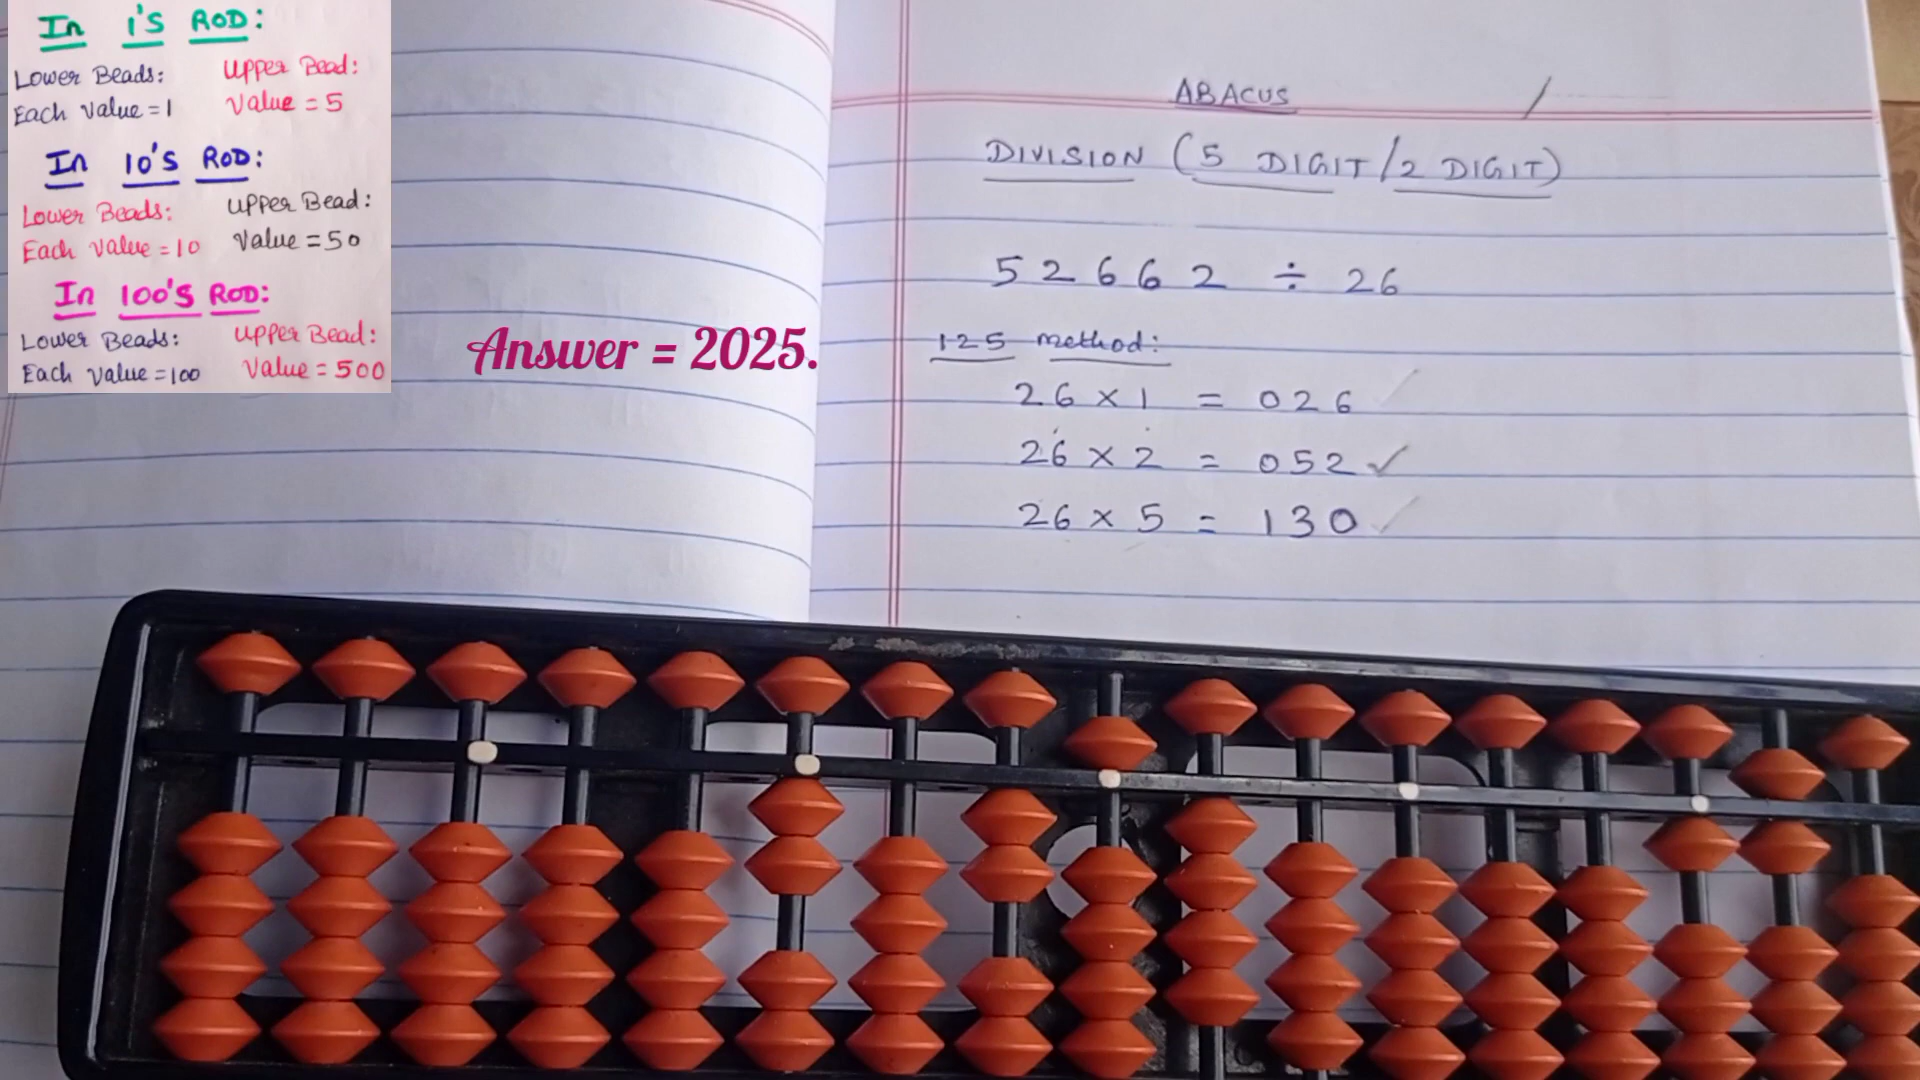 In 1'S ROD:
Lower Beads: Upper Bead:
Each Value = 1 Value = 5
In 10'S ROD:
Lower Beads: Upper Bead:
Each Value = 10 Value = 50
In 100'S ROD:
Lower Beads: Upper Bead:
Each Value = 100 Value = 500
Answer = 2025.
ABACUS
DIVISION (5 DIGIT/2 DIGIT)
52662 ÷ 26
125 method:
26 × 1 = 026
26 × 2 = 052 ✓
26 × 5 = 130 ✓